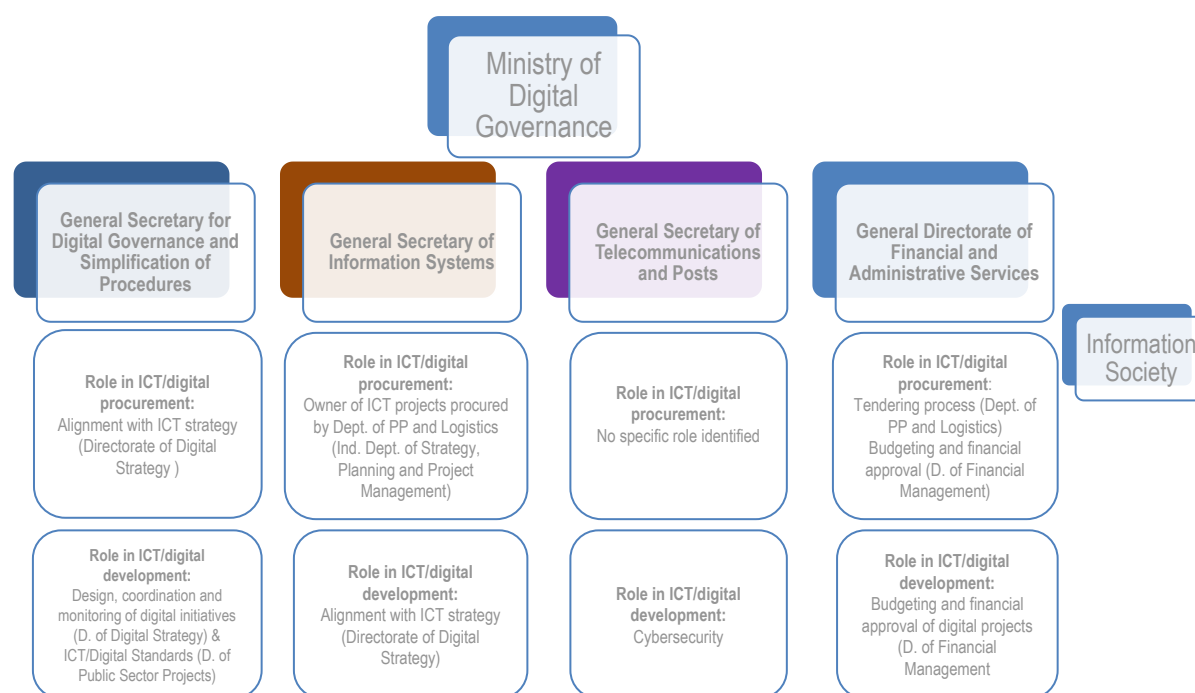 Ministry of
Digital
Governance
General Secretary for
Digital Governance and
Simplification of
Procedures
General Secretary of
Information Systems
General Secretary of
Telecommunications
and Posts
General Directorate of
Financial and
Administrative Services
Information
Society
Role in ICT/digital
procurement:
Alignment with ICT strategy
(Directorate of Digital
Strategy )
Role in ICT/digital
procurement:
Owner of ICT projects procured
by Dept. of PP and Logistics
(Ind. Dept. of Strategy,
Planning and Project
Management)
Role in ICT/digital
procurement:
No specific role identified
Role in ICT/digital
procurement:
Tendering process (Dept. of
PP and Logistics)
Budgeting and financial
approval (D. of Financial
Management)
Role in ICT/digital
development:
Design, coordination and
monitoring of digital initiatives
(D. of Digital Strategy) &
ICT/Digital Standards (D. of
Public Sector Projects)
Role in ICT/digital
development:
Alignment with ICT strategy
(Directorate of Digital
Strategy)
Role in ICT/digital
development:
Cybersecurity
Role in ICT/digital
development:
Budgeting and financial
approval of digital projects
(D. of Financial
Management